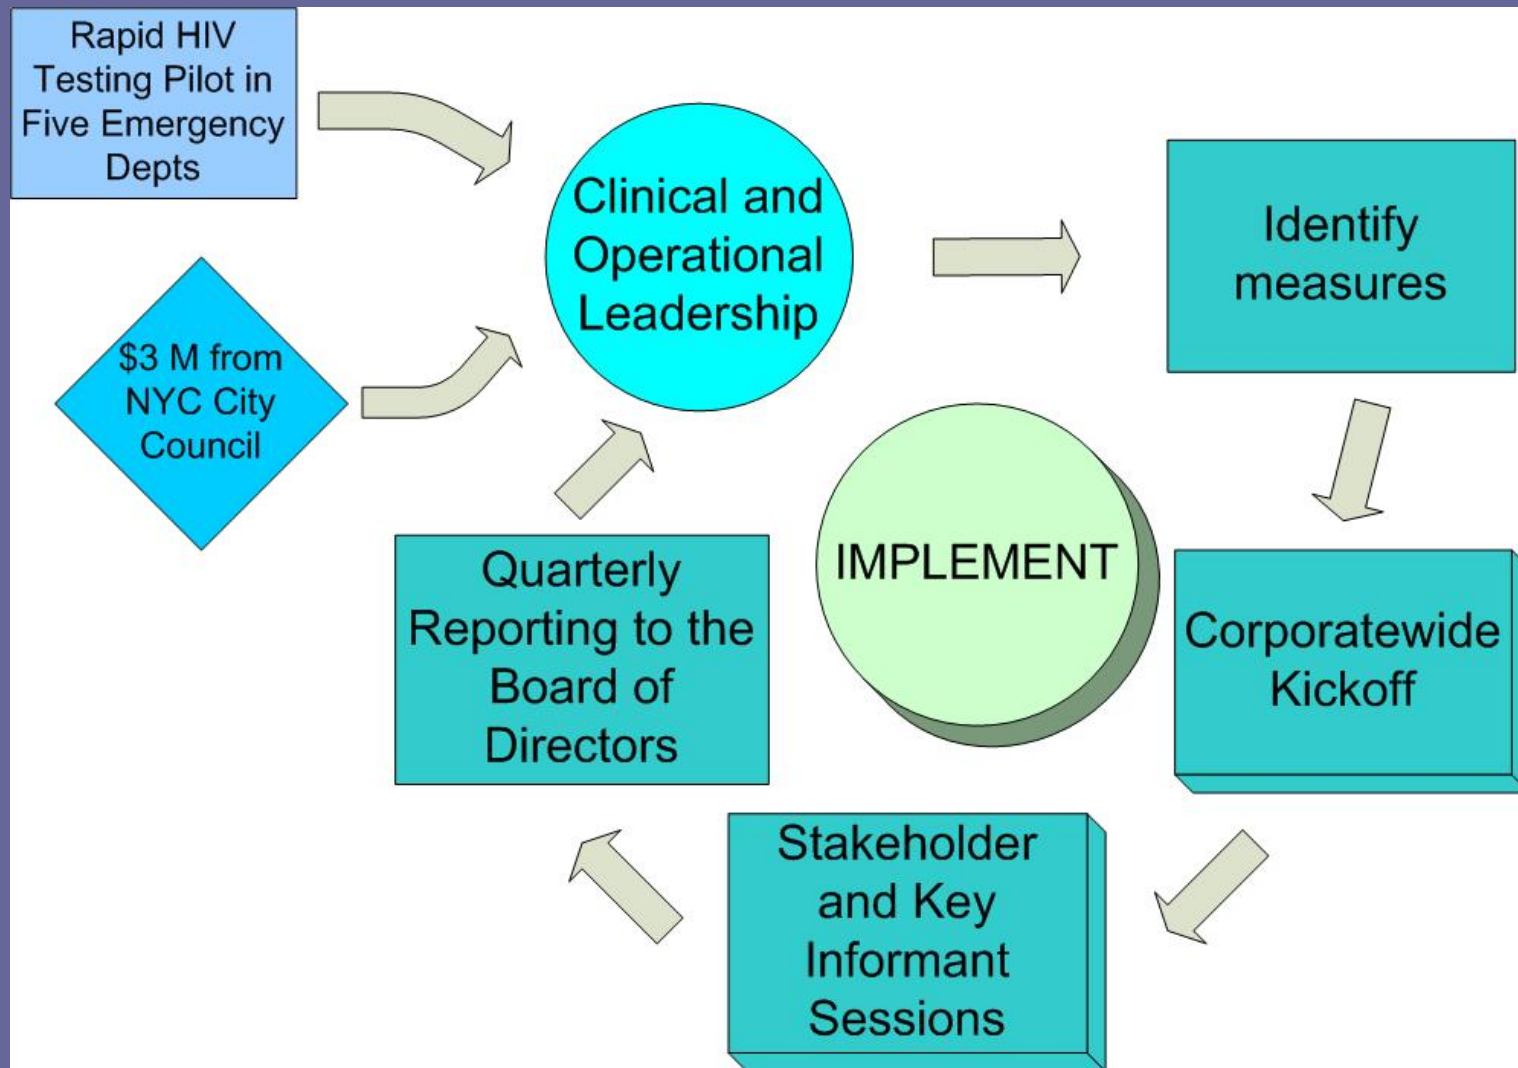 Rapid HIV
Testing Pilot in
Five Emergency
Depts
Clinical and
Operational
Leadership
Identify
measures
$3 M from
NYC City
Council
IMPLEMENT
Quarterly
Reporting to the
Board of
Directors
Corporatewide
Kickoff
Stakeholder
and Key
Informant
Sessions